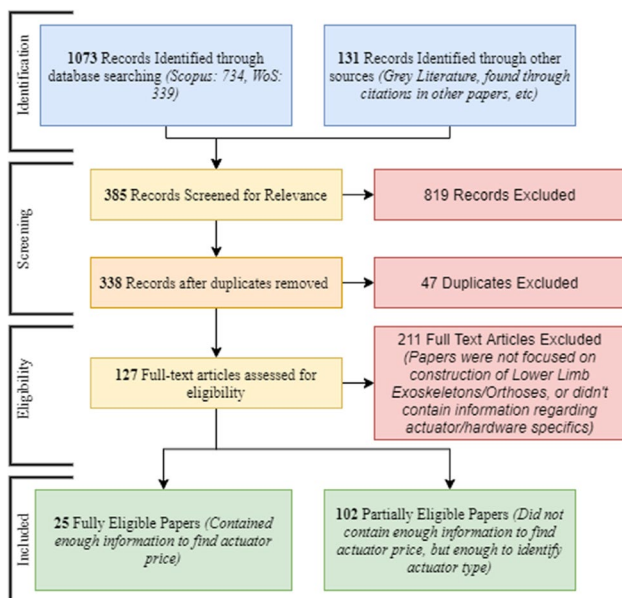 Identification
1073 Records Identified through
database searching (Scopus: 734, WoS:
339)
131 Records Identified through other
sources (Grey Literature, found through
citations in other papers, etc)
Screening
385 Records Screened for Relevance
819 Records Excluded
338 Records after duplicates removed
47 Duplicates Excluded
Eligibility
127 Full-text articles assessed for
eligibility
211 Full Text Articles Excluded
(Papers were not focused on
construction of Lower Limb
Exoskeletons/Orthoses, or didn't
contain information regarding
actuator/hardware specifics)
Included
25 Fully Eligible Papers (Contained
enough information to find actuator
price)
102 Partially Eligible Papers (Did not
contain enough information to find
actuator price, but enough to identify
actuator type)